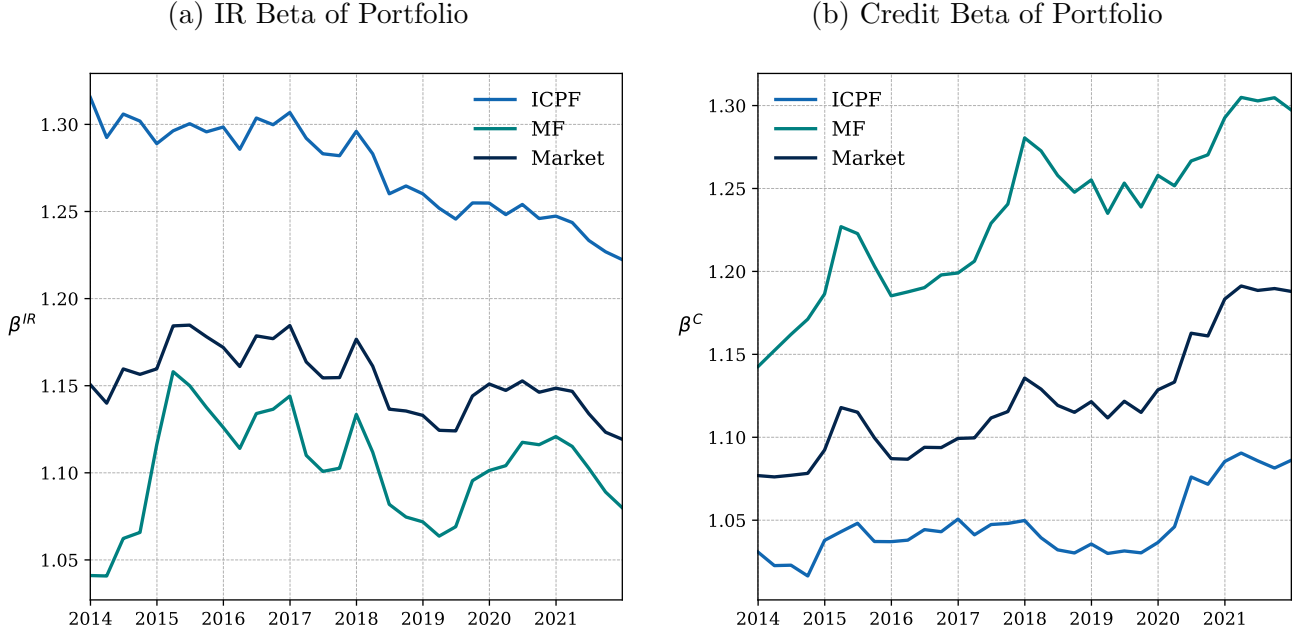 (a) IR Beta of Portfolio
ICPF
MF
Market
1.30
1.25
1.20
1.15
1.10
1.05
β^{IR}
2014 2015 2016 2017 2018 2019 2020 2021
(b) Credit Beta of Portfolio
ICPF
MF
Market
1.30
1.25
1.20
1.15
1.10
1.05
β^{C}
2014 2015 2016 2017 2018 2019 2020 2021